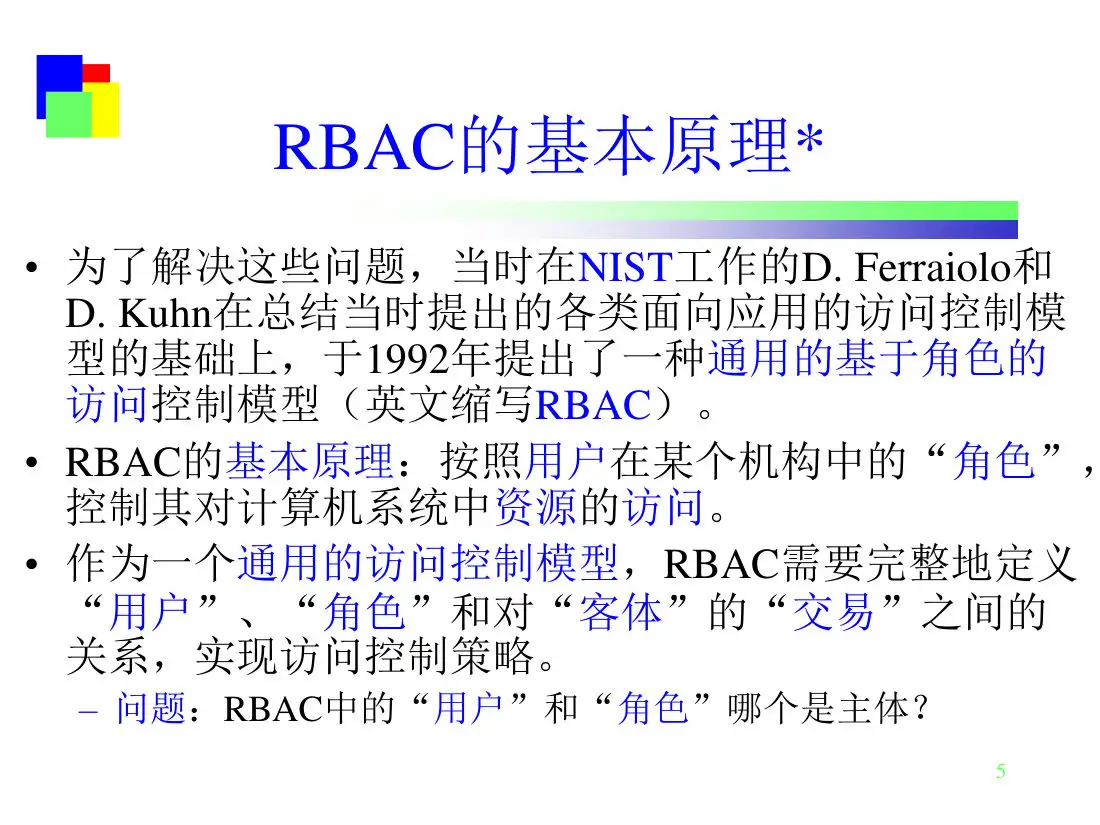 RBAC的基本原理*
• 为了解决这些问题，当时在NIST工作的D. Ferraiolo和
D. Kuhn在总结当时提出的各类面向应用的访问控制模
型的基础上，于1992年提出了一种通用的基于角色的
访问控制模型（英文缩写RBAC）。
• RBAC的基本原理：按照用户在某个机构中的“角色”，
控制其对计算机系统中资源的访问。
• 作为一个通用的访问控制模型，RBAC需要完整地定义
“用户”、“角色”和对“客体”的“交易”之间的
关系，实现访问控制策略。
– 问题：RBAC中的“用户”和“角色”哪个是主体？
5